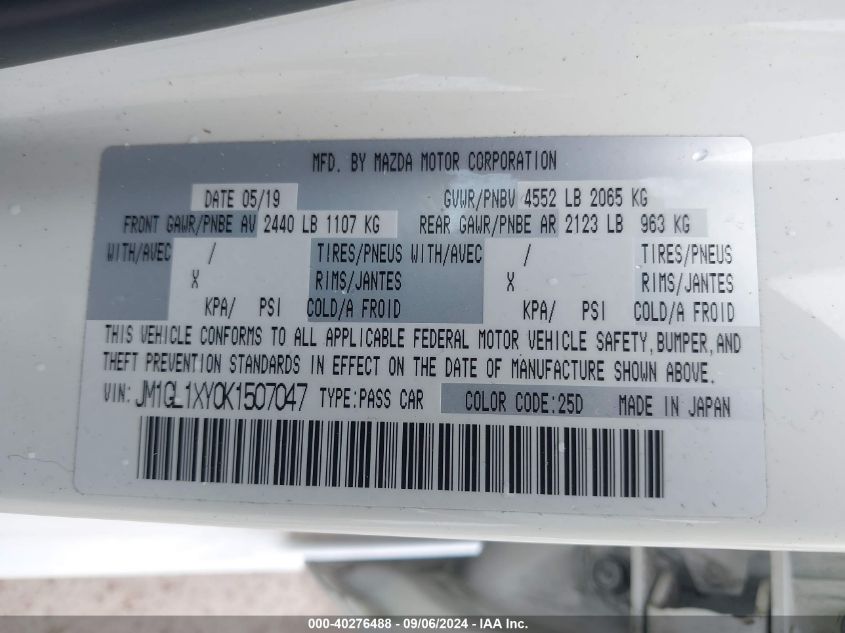 MFD. BY MAZDA MOTOR CORPORATION
DATE 05/19 GVWR/PNBV 4552 LB 2065 KG
FRONT GAWR/PNBE AV 2440 LB 1107 KG REAR GAWR/PNBE AR 2123 LB 963 KG
WITH/AVEC / TIRES/PNEUS WITH/AVEC / TIRES/PNEUS
X RIMS/JANTES X RIMS/JANTES
KPA/ PSI COLD/A FROID KPA/ PSI COLD/A FROID
THIS VEHICLE CONFORMS TO ALL APPLICABLE FEDERAL MOTOR VEHICLE SAFETY, BUMPER, AND
THEFT PREVENTION STANDARDS IN EFFECT ON THE DATE OF MANUFACTURE SHOWN ABOVE.
VIN: JM1GL1XY0K1507047 TYPE:PASS CAR COLOR CODE:25D MADE IN JAPAN
000-40276488 - 09/06/2024 - IAA Inc.